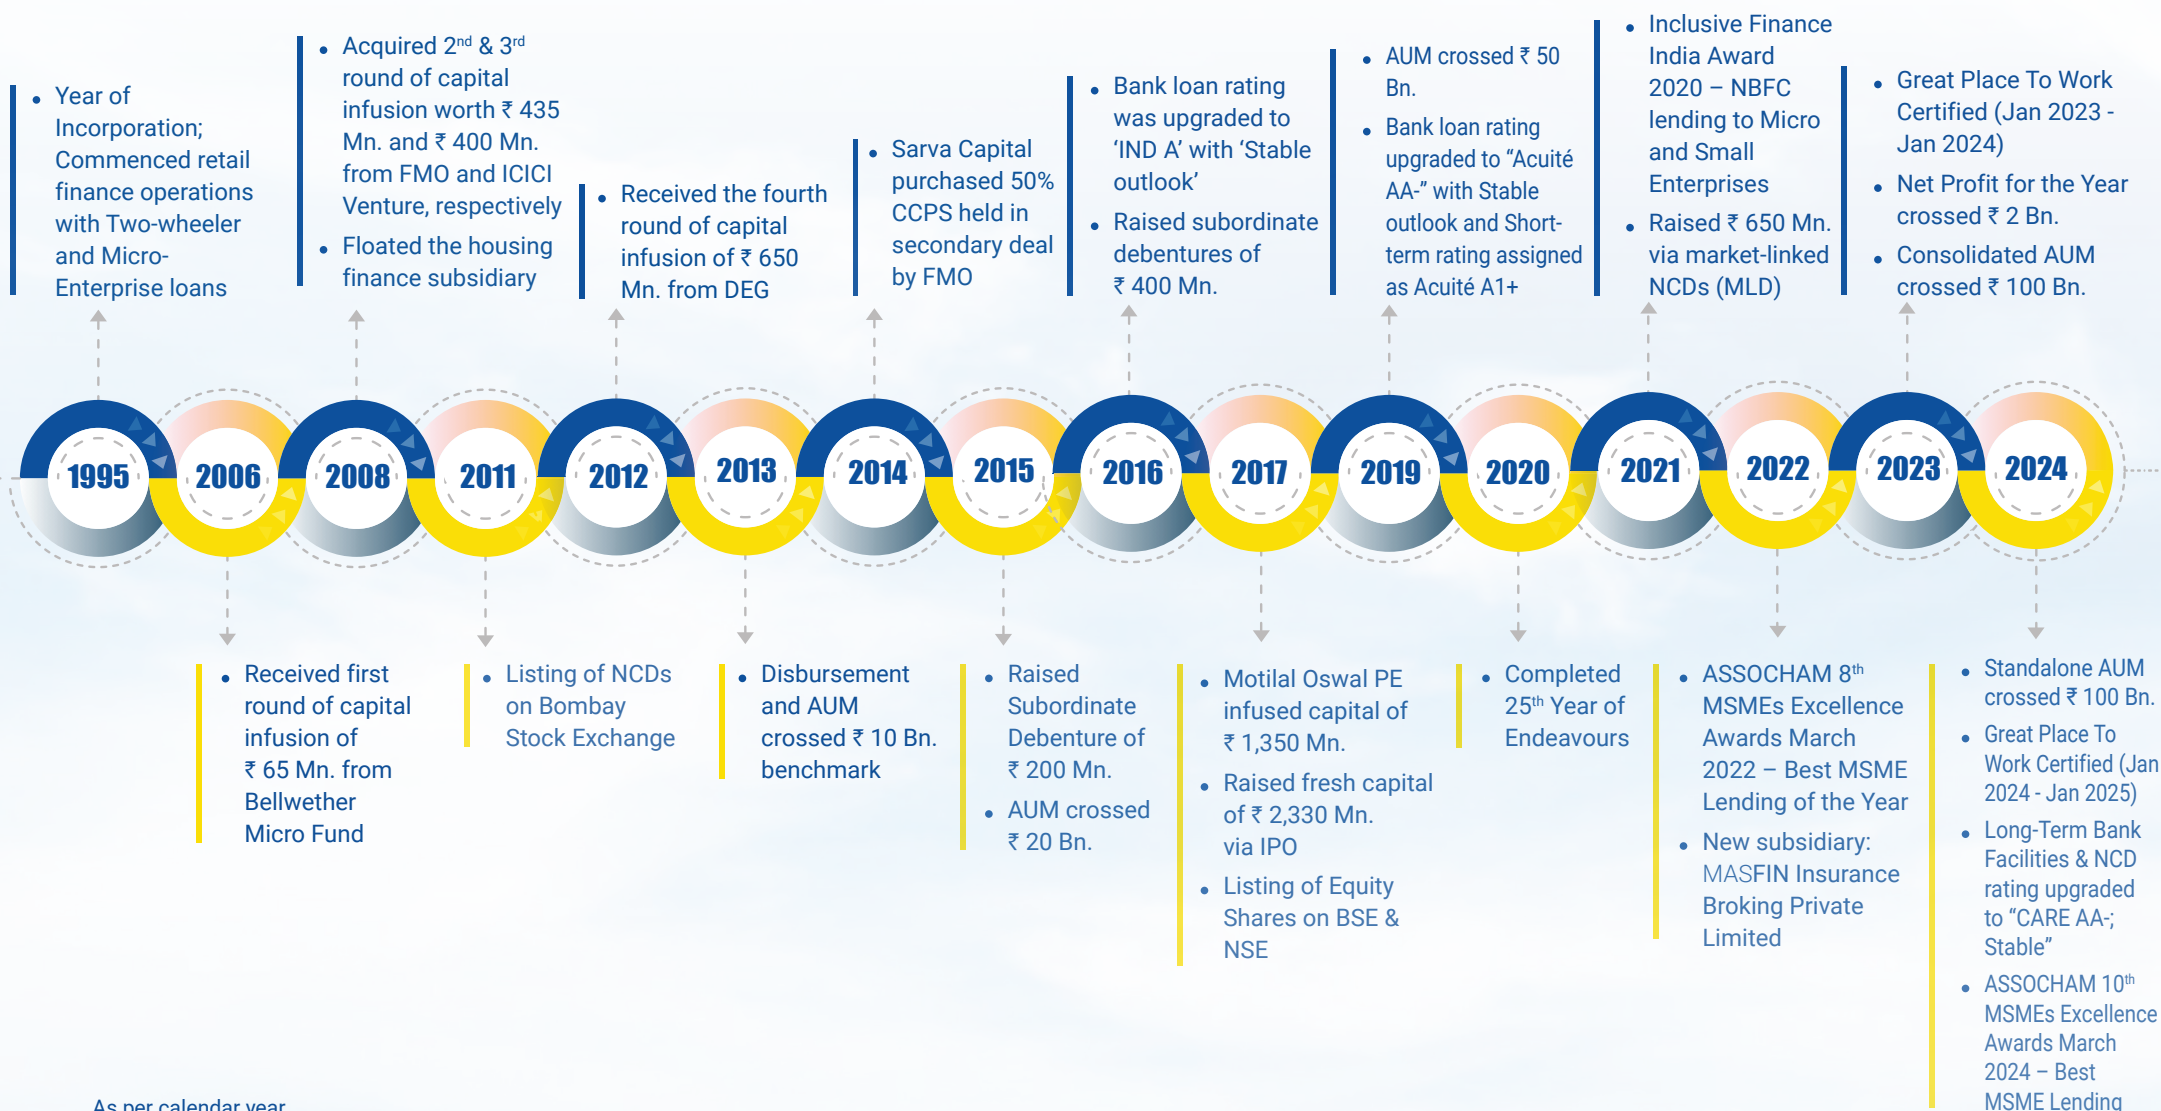 Year of
Incorporation;
Commenced retail
finance operations
with Two-wheeler
and Micro-
Enterprise loans
Acquired 2nd & 3rd
round of capital
infusion worth ₹ 435
Mn. and ₹ 400 Mn.
from FMO and ICICI
Venture, respectively
Floated the housing
finance subsidiary
Received the fourth
round of capital
infusion of ₹ 650
Mn. from DEG
Sarva Capital
purchased 50%
CCPS held in
secondary deal
by FMO
Bank loan rating
was upgraded to
‘IND A’ with ‘Stable
outlook’
Raised subordinate
debentures of
₹ 400 Mn.
AUM crossed ₹ 50
Bn.
Bank loan rating
upgraded to “Acuité
AA-” with Stable
outlook and Short-
term rating assigned
as Acuité A1+
Inclusive Finance
India Award
2020 – NBFC
lending to Micro
and Small
Enterprises
Raised ₹ 650 Mn.
via market-linked
NCDs (MLD)
Great Place To Work
Certified (Jan 2023 -
Jan 2024)
Net Profit for the Year
crossed ₹ 2 Bn.
Consolidated AUM
crossed ₹ 100 Bn.
1995
2006
2008
2011
2012
2013
2014
2015
2016
2017
2019
2020
2021
2022
2023
2024
Received first
round of capital
infusion of
₹ 65 Mn. from
Bellwether
Micro Fund
Listing of NCDs
on Bombay
Stock Exchange
Disbursement
and AUM
crossed ₹ 10 Bn.
benchmark
Raised
Subordinate
Debenture of
₹ 200 Mn.
AUM crossed
₹ 20 Bn.
Motilal Oswal PE
infused capital of
₹ 1,350 Mn.
Raised fresh capital
of ₹ 2,330 Mn.
via IPO
Listing of Equity
Shares on BSE &
NSE
Completed
25th Year of
Endeavours
ASSOCHAM 8th
MSMEs Excellence
Awards March
2022 – Best MSME
Lending of the Year
New subsidiary:
MASFIN Insurance
Broking Private
Limited
Standalone AUM
crossed ₹ 100 Bn.
Great Place To
Work Certified (Jan
2024 - Jan 2025)
Long-Term Bank
Facilities & NCD
rating upgraded
to “CARE AA-;
Stable”
ASSOCHAM 10th
MSMEs Excellence
Awards March
2024 – Best
MSME Lending
As per calendar year